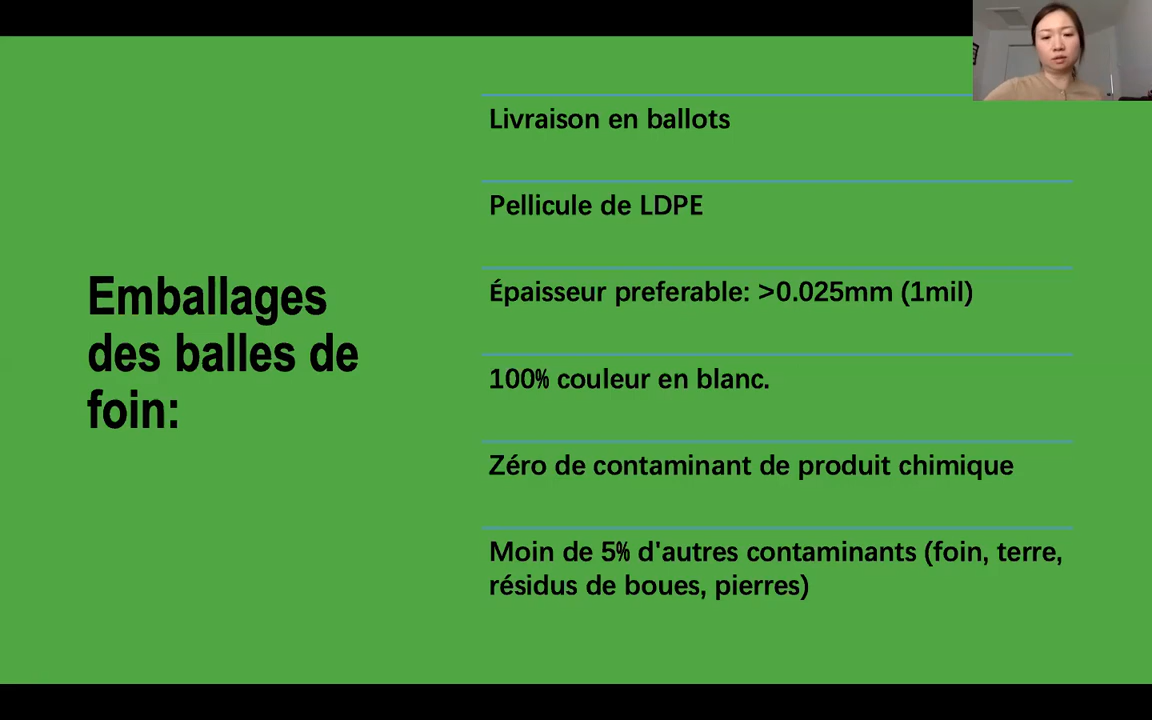 Emballages
des balles de
foin:
Livraison en ballots
Pellicule de LDPE
Épaisseur preferable: >0.025mm (1mil)
100% couleur en blanc.
Zéro de contaminant de produit chimique
Moin de 5% d'autres contaminants (foin, terre,
résidus de boues, pierres)